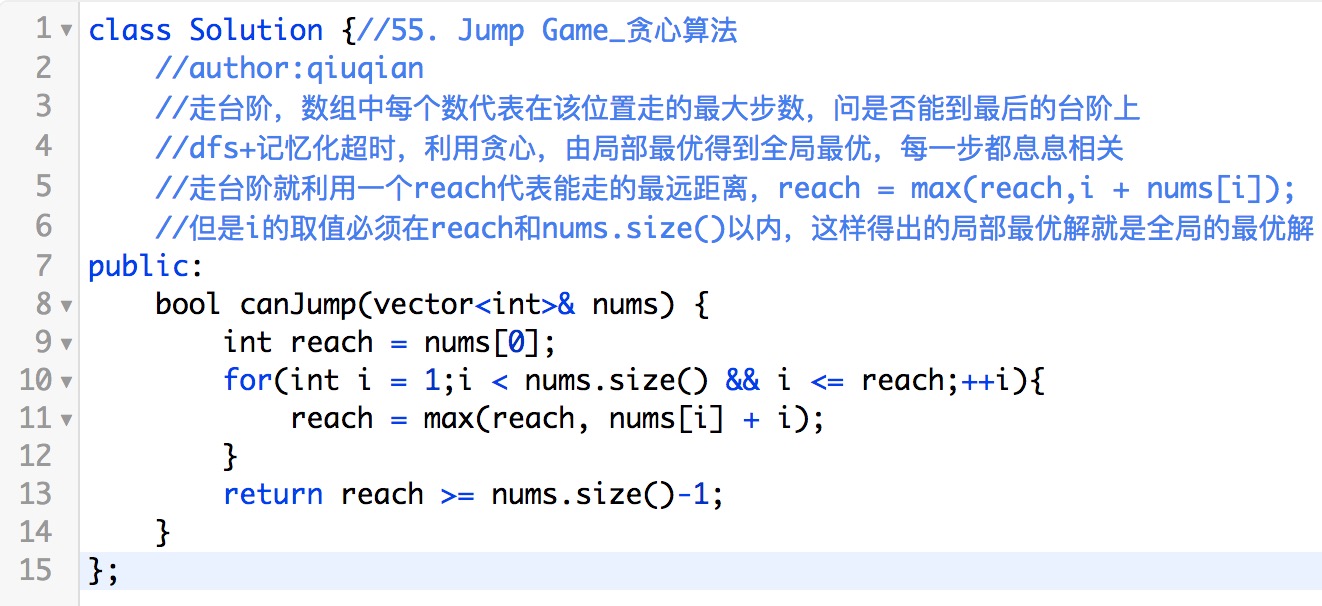 1 class Solution {//55. Jump Game_贪心算法
2 //author:qiuqian
3 //走台阶，数组中每个数代表在该位置走的最大步数，问是否能到最后的台阶上
4 //dfs+记忆化超时，利用贪心，由局部最优得到全局最优，每一步都息息相关
5 //走台阶就利用一个reach代表能走的最远距离，reach = max(reach,i + nums[i]);
6 //但是i的取值必须在reach和nums.size()以内，这样得出的局部最优解就是全局的最优解
7 public:
8 bool canJump(vector<int>& nums) {
9 int reach = nums[0];
10 for(int i = 1;i < nums.size() && i <= reach;++i){
11 reach = max(reach, nums[i] + i);
12 }
13 return reach >= nums.size()-1;
14 }
15 };